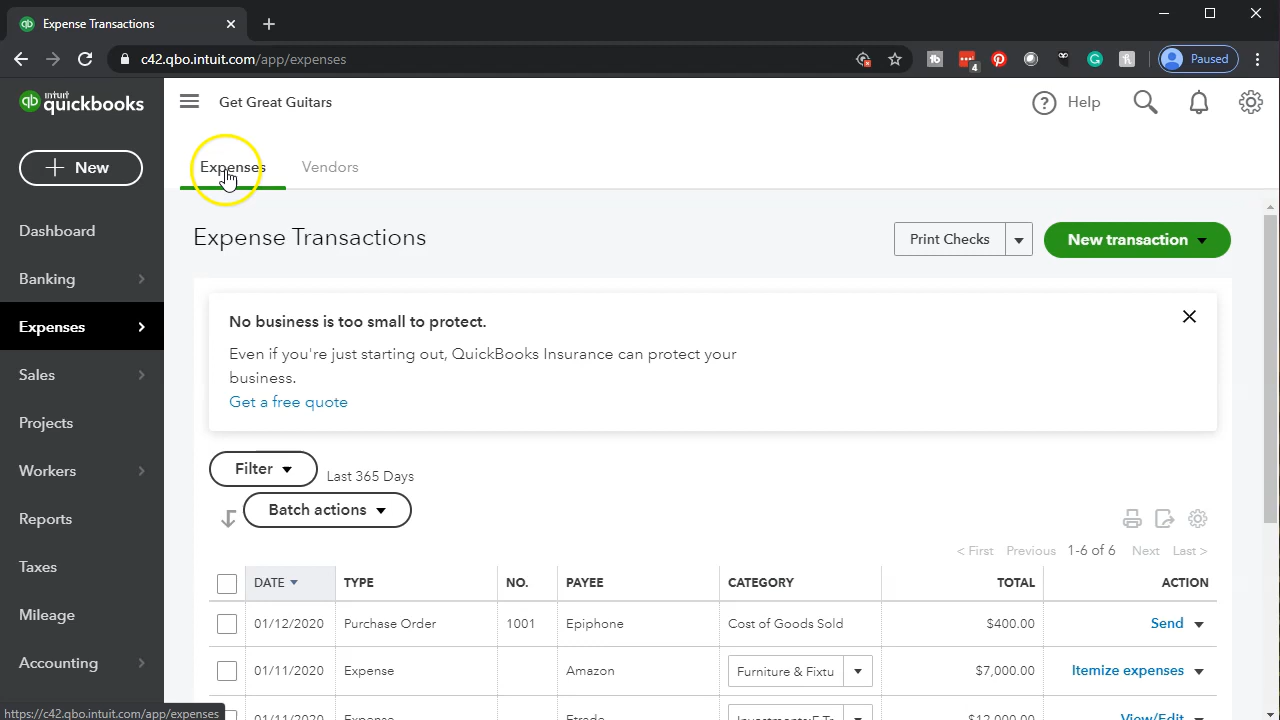 Expense Transactions
c42.qbo.intuit.com/app/expenses
4
Paused
intuit
qb quickbooks
Get Great Guitars
Help
New
Expenses
Vendors
Dashboard
Banking
Expenses
Sales
Projects
Workers
Reports
Taxes
Mileage
Accounting
Expense Transactions
Print Checks
New transaction
No business is too small to protect.
Even if you're just starting out, QuickBooks Insurance can protect your
business.
Get a free quote
Filter
Last 365 Days
Batch actions
< First Previous 1-6 of 6 Next Last >
DATE TYPE NO. PAYEE CATEGORY TOTAL ACTION
01/12/2020 Purchase Order 1001 Epiphone Cost of Goods Sold $400.00 Send
01/11/2020 Expense Amazon Furniture & Fixtu $7,000.00 Itemize expenses
01/11/2020 Expense Etrade Investments:E Tr $12,000.00 View/Edit
https://c42.qbo.intuit.com/app/expenses